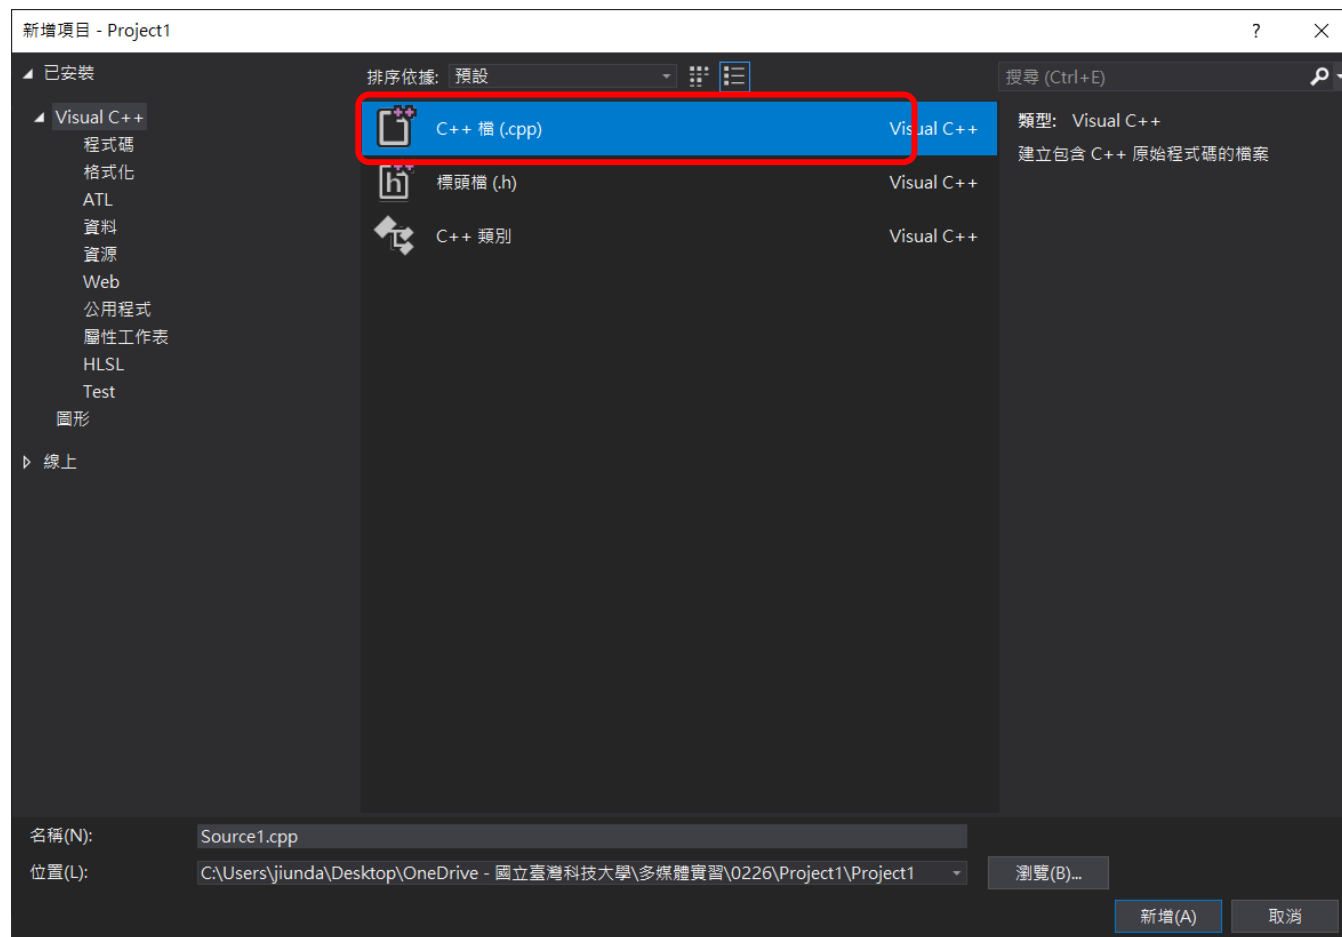 新增項目 - Project1
?
已安裝
Visual C++
程式碼
格式化
ATL
資料
資源
Web
公用程式
屬性工作表
HLSL
Test
圖形
線上
排序依據: 預設
C++ 檔 (.cpp) Visual C++
標頭檔 (.h) Visual C++
C++ 類別 Visual C++
搜尋 (Ctrl+E)
類型: Visual C++
建立包含 C++ 原始程式碼的檔案
名稱(N): Source1.cpp
位置(L): C:\Users\jiunda\Desktop\OneDrive - 國立臺灣科技大學\多媒體實習\0226\Project1\Project1 瀏覽(B)...
新增(A) 取消